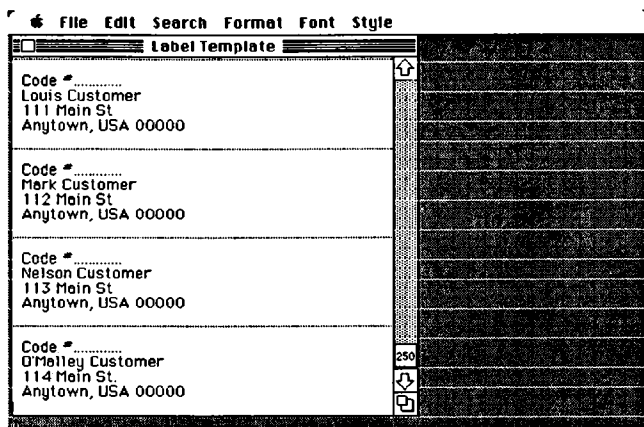 File Edit Search Format Font Style
Label Template
Code #............
Louis Customer
111 Main St
Anytown, USA 00000
Code #............
Mark Customer
112 Main St
Anytown, USA 00000
Code #............
Nelson Customer
113 Main St
Anytown, USA 00000
Code #............
O'Malley Customer
114 Main St.
Anytown, USA 00000
250